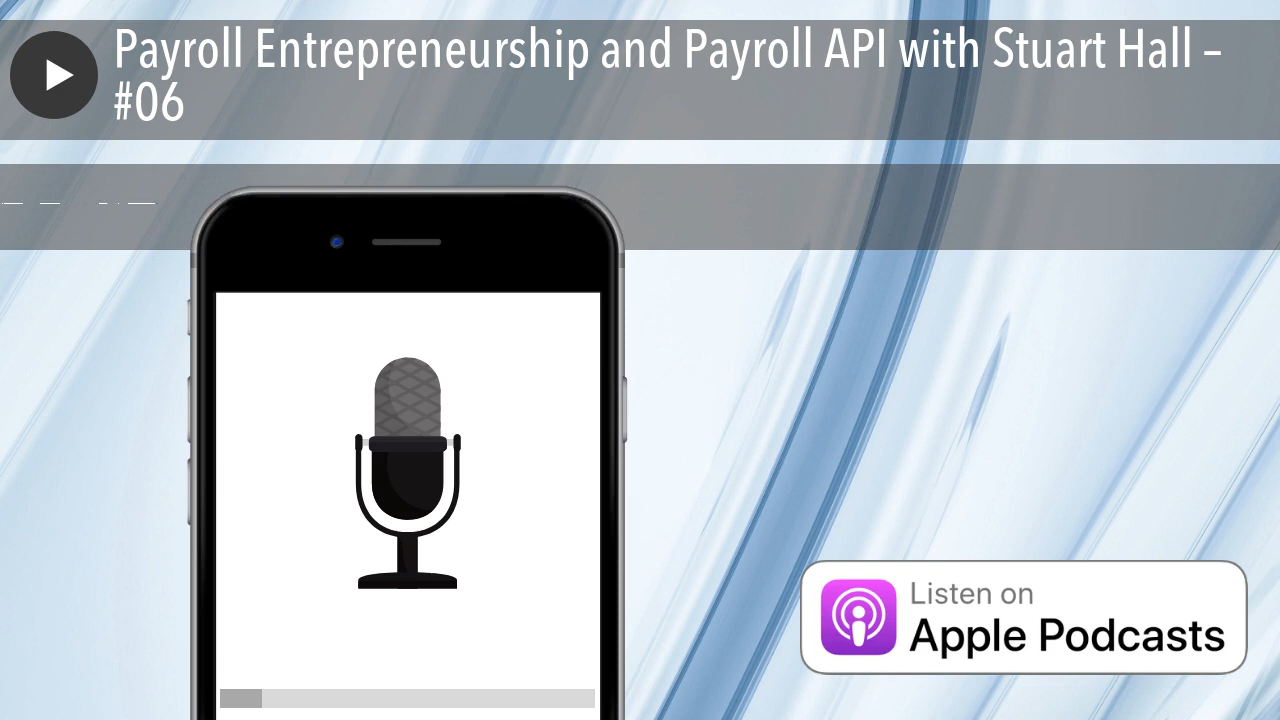 Payroll Entrepreneurship and Payroll API with Stuart Hall –
#06
Listen on
Apple Podcasts